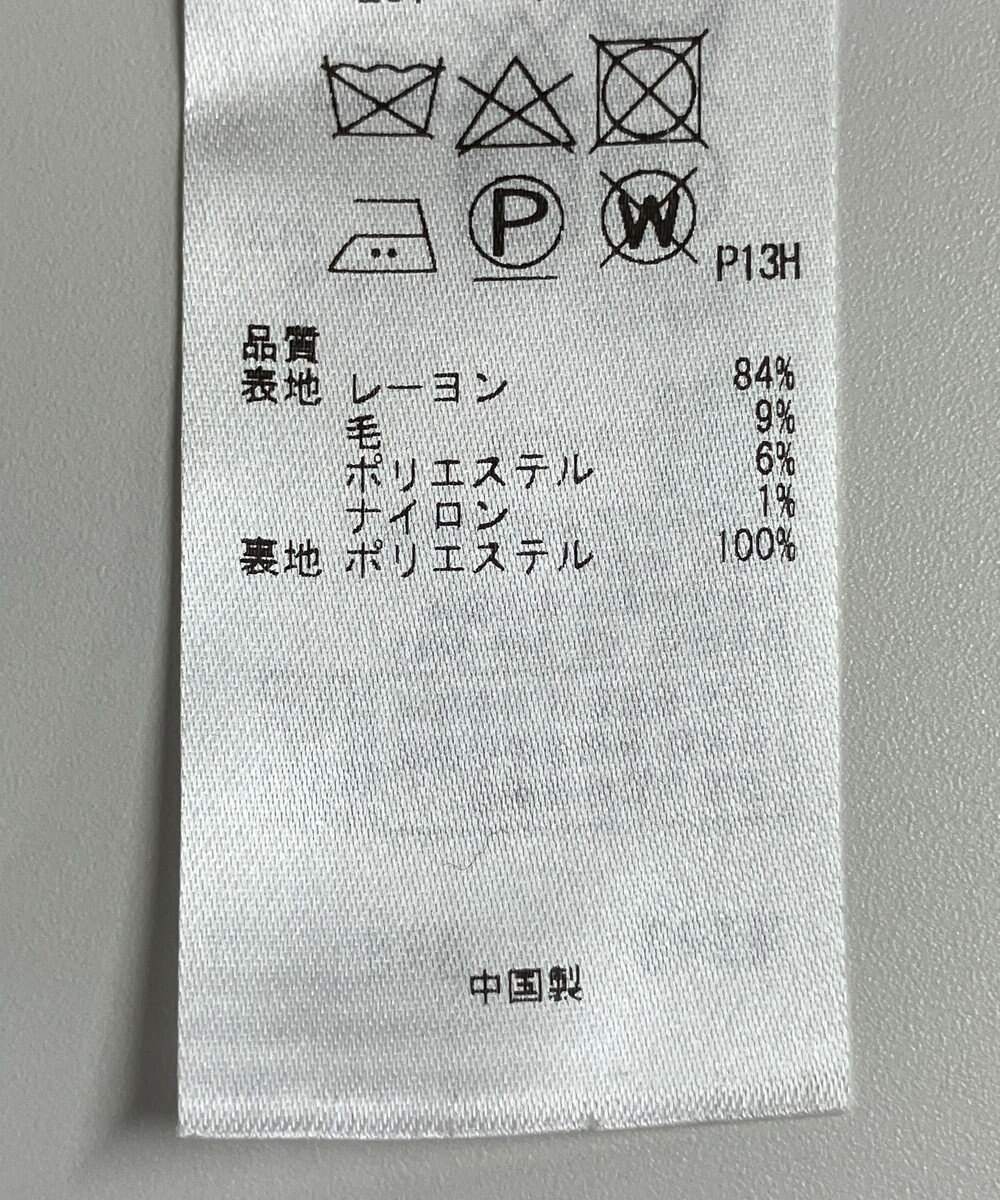 P
W
P13H
品質
表地 レーヨン 84%
毛 9%
ポリエステル 6%
ナイロン 1%
裏地 ポリエステル 100%
中国製